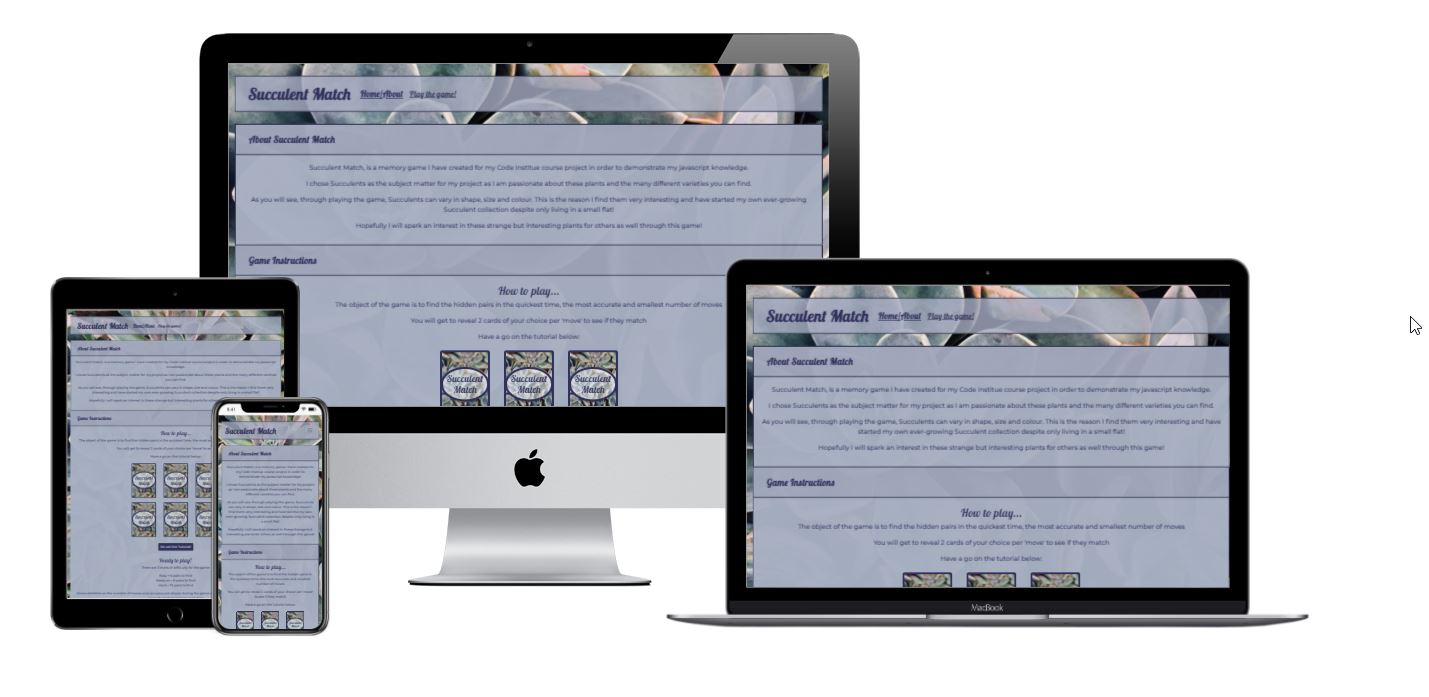 Succulent Match Home/About Play the game!
About Succulent Match
Succulent Match, is a memory game I have created for my Code Institue course project in order to demonstrate my javascript knowledge.
I chose Succulents as the subject matter for my project as I am passionate about these plants and the many different varieties you can find.
As you will see, through playing the game, Succulents can vary in shape, size and colour. This is the reason I find them very interesting and have started my own ever-growing
Succulent collection despite only living in a small flat!
Hopefully I will spark an interest in these strange but interesting plants for others as well through this game!
Game Instructions
How to play...
The object of the game is to find the hidden pairs in the quickest time, the most accurate and smallest number of moves
You will get to reveal 2 cards of your choice per 'move' to see if they match
Have a go on the tutorial below:
Succulent Succulent Succulent
Match Match Match
Succulent Match Home/About Play the game!
About Succulent Match
Succulent Match, is a memory game I have created for my Code Institue course project in order to demonstrate my javascript knowledge.
I chose Succulents as the subject matter for my project as I am passionate about these plants and the many different varieties you can find.
As you will see, through playing the game, Succulents can vary in shape, size and colour. This is the reason I find them very interesting and have
started my own ever-growing Succulent collection despite only living in a small flat!
Hopefully I will spark an interest in these strange but interesting plants for others as well through this game!
Game Instructions
How to play...
The object of the game is to find the hidden pairs in the quickest time, the most accurate and smallest number of moves
You will get to reveal 2 cards of your choice per 'move' to see if they match
Have a go on the tutorial below:
MacBook
Succulent Match Home/About Play the game!
About Succulent Match
Game Instructions
How to play...
Have a go on the tutorial below:
Ready to play?
9:41
Succulent Match
About Succulent Match
Game Instructions
How to play...